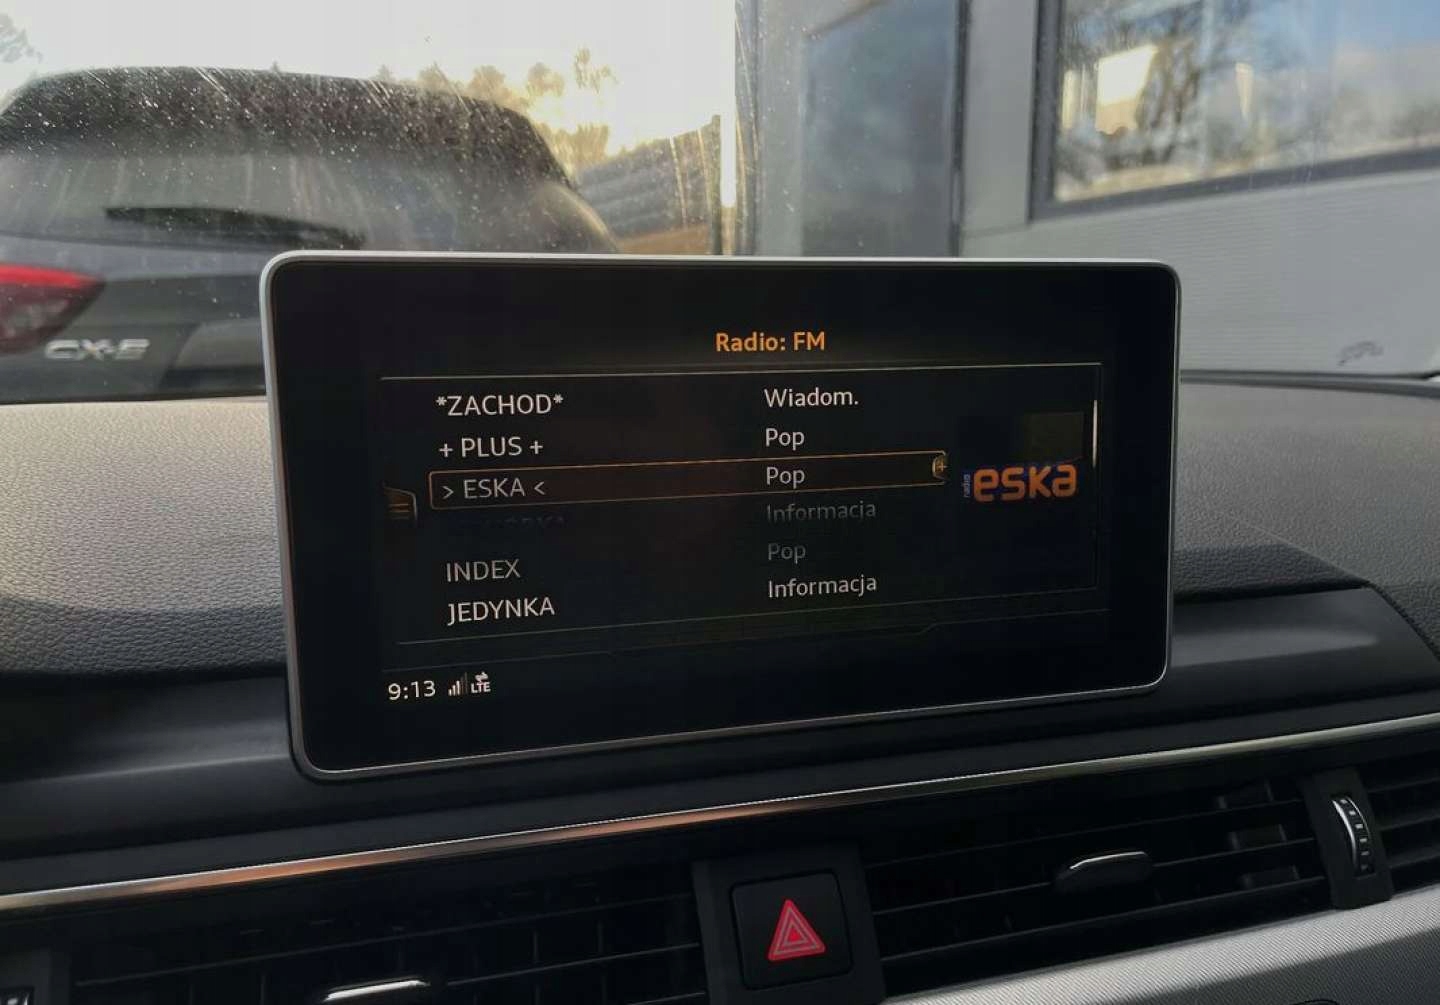 CX-5
Radio: FM
*ZACHOD* Wiadom.
+ PLUS + Pop
> ESKA < Pop
radio eska
Informacja
Pop
INDEX
JEDYNKA Informacja
9:13 LTE